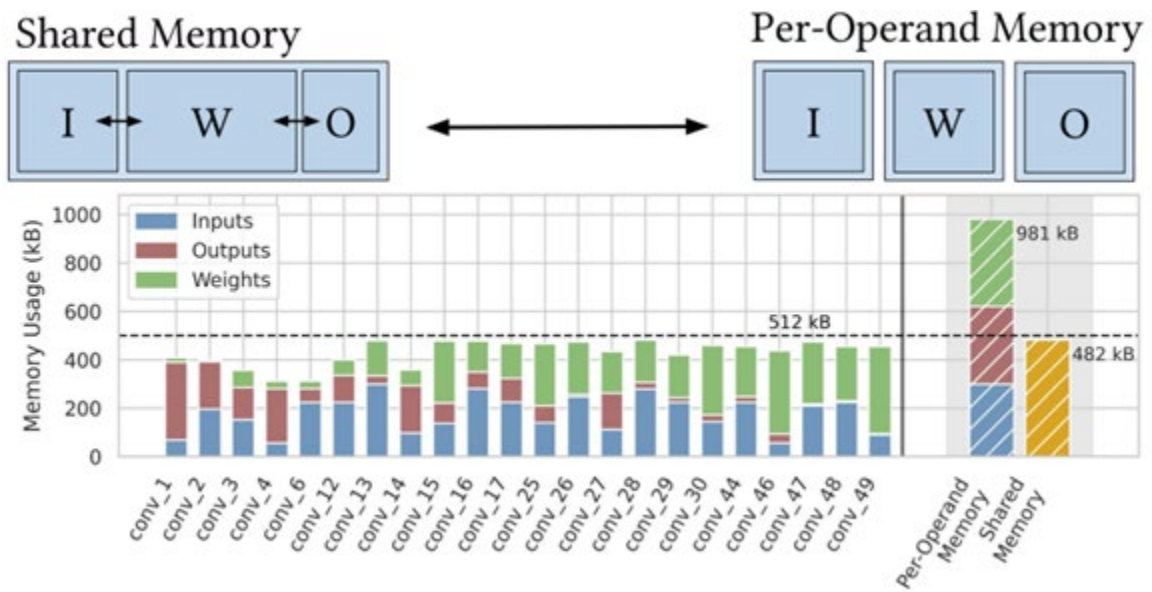 Shared Memory
Per-Operand Memory
I
W
O
I
W
O
Memory Usage (kB)
1000
800
600
400
200
0
Inputs
Outputs
Weights
512 kB
981 kB
482 kB
conv_1
conv_2
conv_3
conv_4
conv_6
conv_12
conv_13
conv_14
conv_15
conv_16
conv_17
conv_25
conv_26
conv_27
conv_28
conv_29
conv_30
conv_44
conv_46
conv_47
conv_48
conv_49
Per-Operand
Memory
Shared
Memory